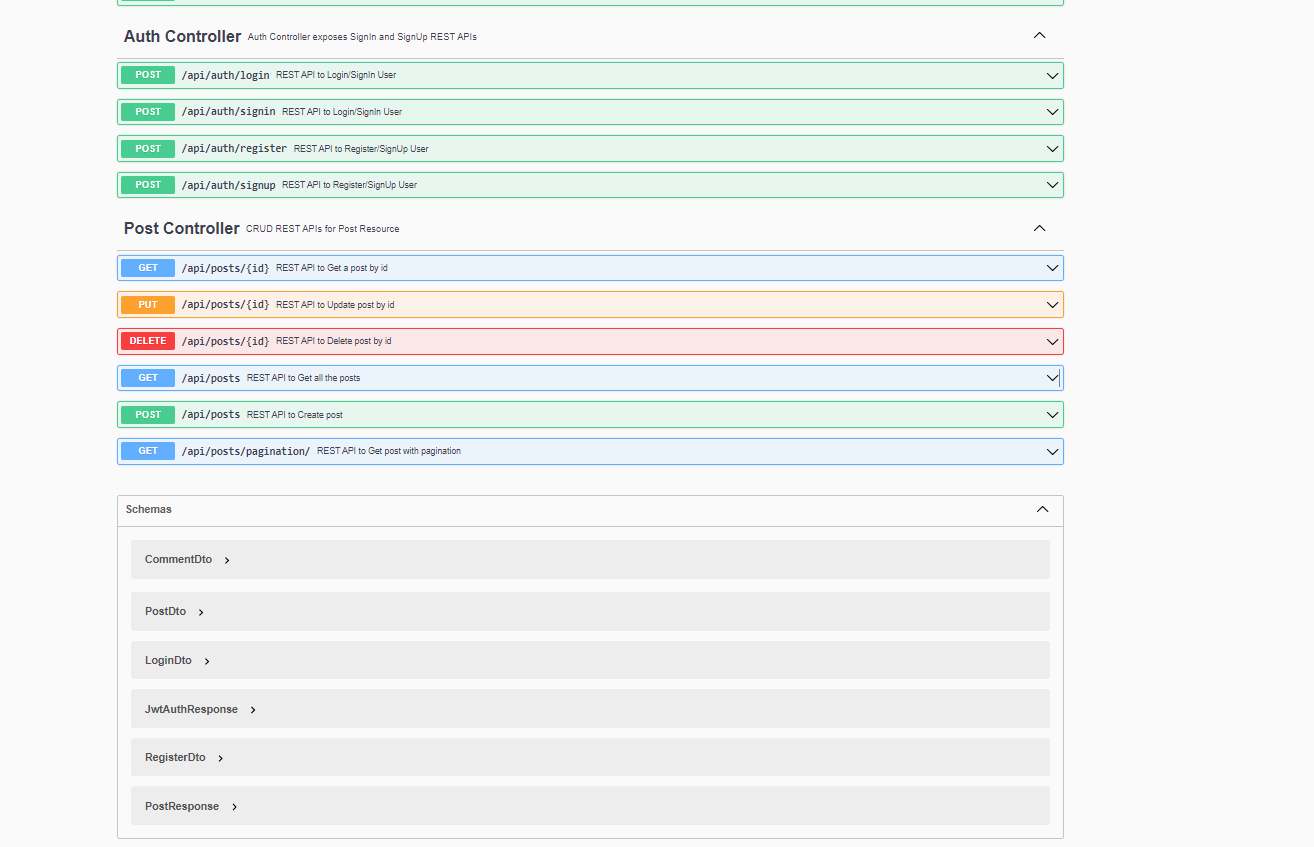 Auth Controller Auth Controller exposes SignIn and SignUp REST APIs
POST /api/auth/login REST API to Login/SignIn User
POST /api/auth/signin REST API to Login/SignIn User
POST /api/auth/register REST API to Register/SignUp User
POST /api/auth/signup REST API to Register/SignUp User
Post Controller CRUD REST APIs for Post Resource
GET /api/posts/{id} REST API to Get a post by id
PUT /api/posts/{id} REST API to Update post by id
DELETE /api/posts/{id} REST API to Delete post by id
GET /api/posts REST API to Get all the posts
POST /api/posts REST API to Create post
GET /api/posts/pagination/ REST API to Get post with pagination
Schemas
CommentDto
PostDto
LoginDto
JwtAuthResponse
RegisterDto
PostResponse